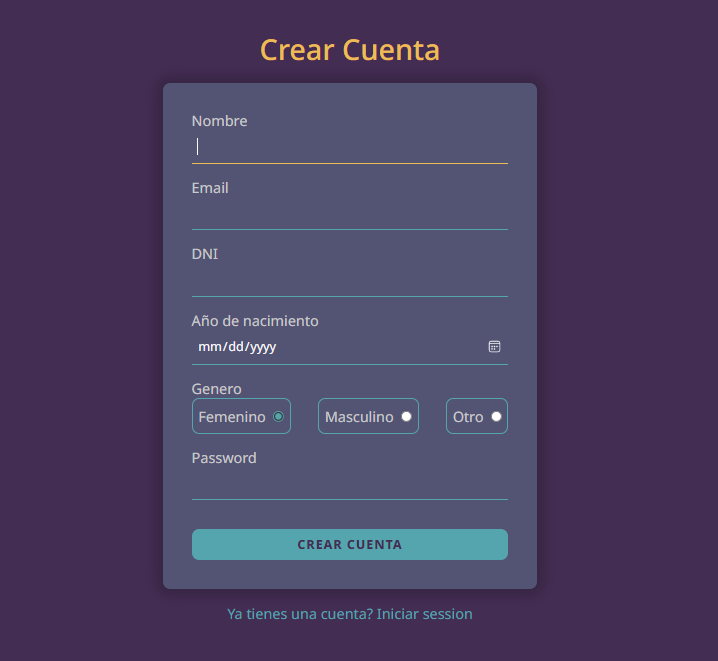 Crear Cuenta
Nombre
Email
DNI
Año de nacimiento
mm/dd/yyyy
Genero
Femenino Masculino Otro
Password
CREAR CUENTA
Ya tienes una cuenta? Iniciar session